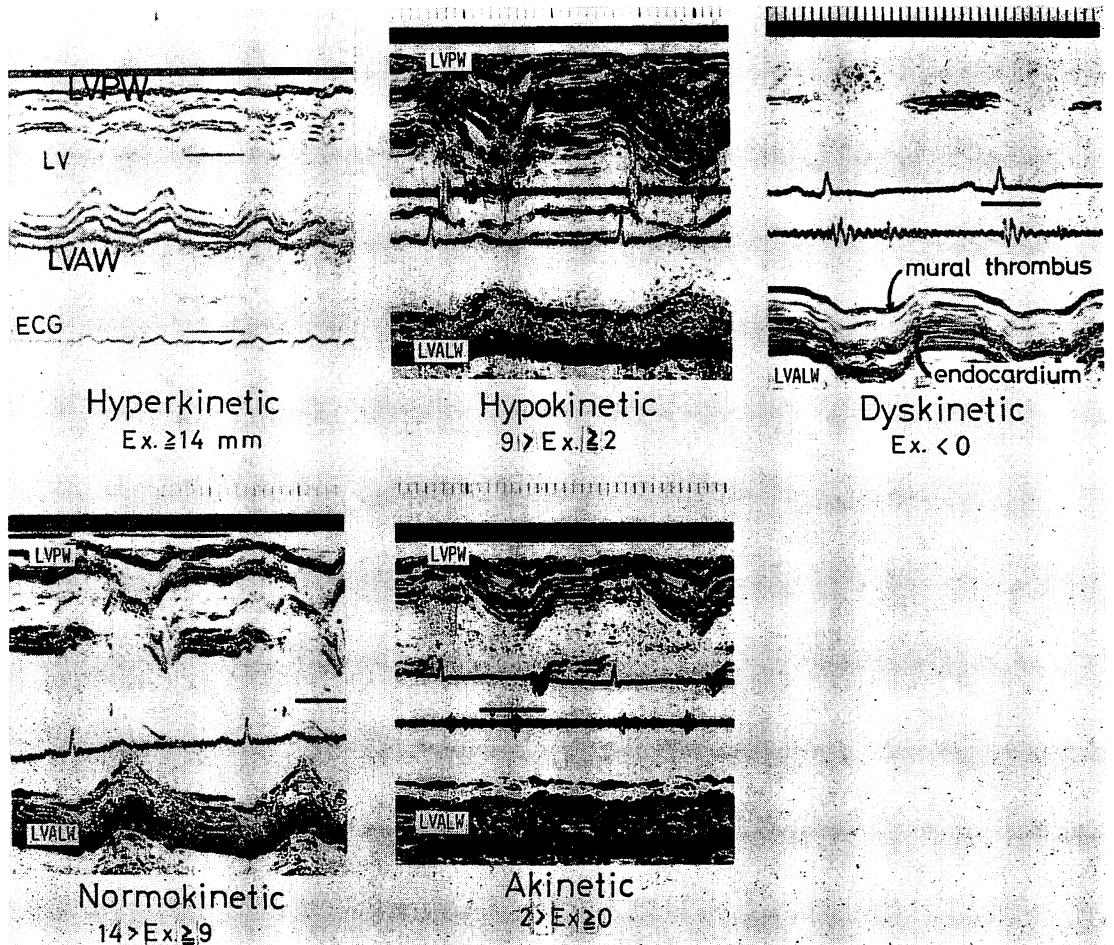 LVPW
LV
LVAW
ECG
Hyperkinetic
Ex. ≧14 mm
LVPW
LVALW
Hypokinetic
9 > Ex. ≧2
mural thrombus
endocardium
LVALW
Dyskinetic
Ex. < 0
LVPW
LVALW
Normokinetic
14 > Ex. ≧ 9
LVPW
LVALW
Akinetic
2 > Ex ≧0